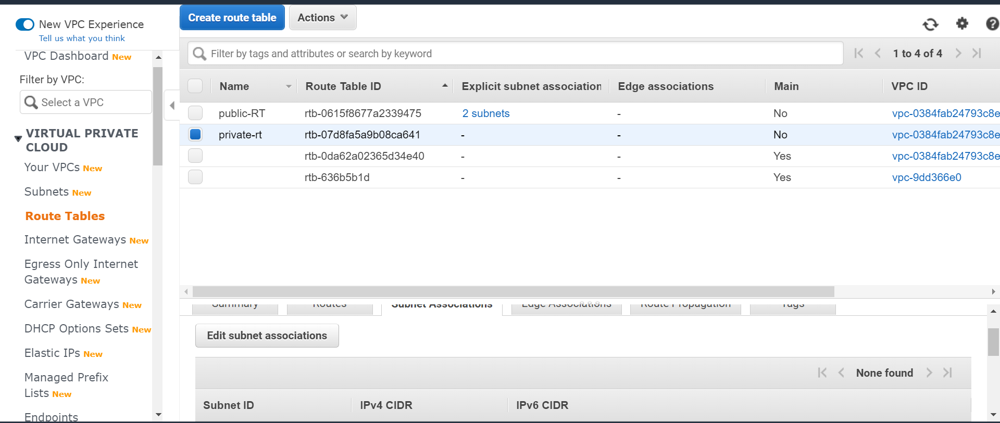 New VPC Experience
Tell us what you think
VPC Dashboard New
Filter by VPC:
Select a VPC
VIRTUAL PRIVATE
CLOUD
Your VPCs New
Subnets New
Route Tables
Internet Gateways New
Egress Only Internet
Gateways New
Carrier Gateways New
DHCP Options Sets New
Elastic IPs New
Managed Prefix
Lists New
Endpoints
Create route table Actions
Filter by tags and attributes or search by keyword
1 to 4 of 4
Name Route Table ID Explicit subnet association Edge associations Main VPC ID
public-RT rtb-0615f8677a2339475 2 subnets - No vpc-0384fab24793c8e
private-rt rtb-07d8fa5a9b08ca641 - - No vpc-0384fab24793c8e
rtb-0da62a02365d34e40 - - Yes vpc-0384fab24793c8e
rtb-636b5b1d - - Yes vpc-9dd366e0
Summary Routes Subnet Associations Edge Associations Route Propagation Tags
Edit subnet associations
None found
Subnet ID IPv4 CIDR IPv6 CIDR